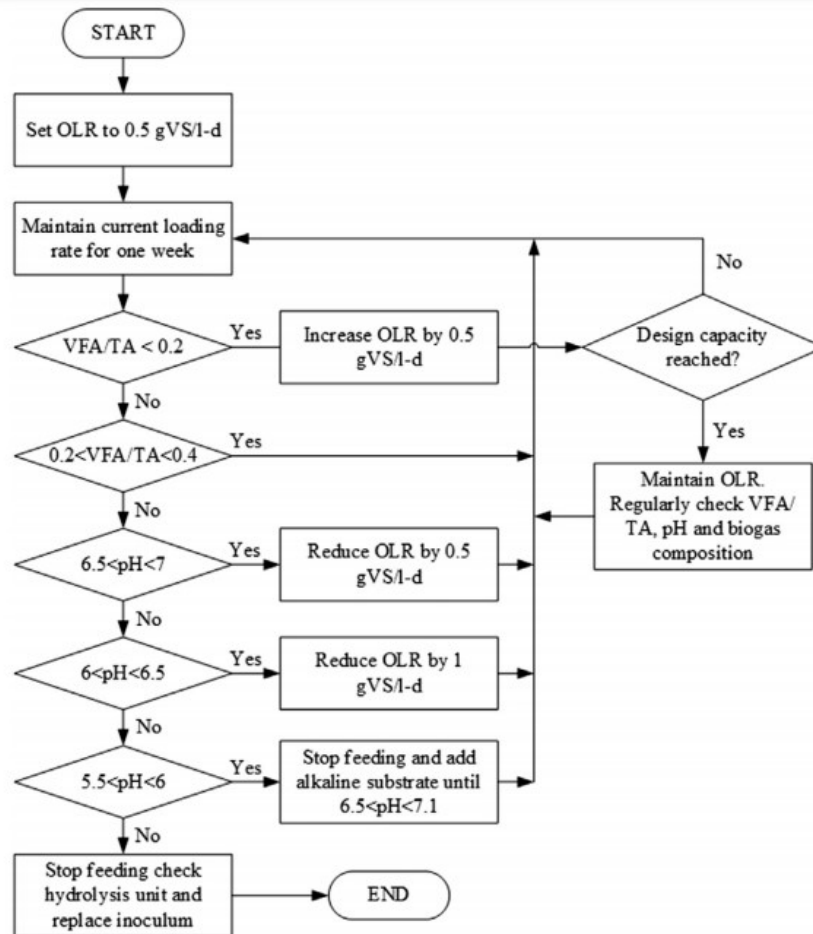 START
Set OLR to 0.5 gVS/l-d
Maintain current loading
rate for one week
No
VFA/TA < 0.2
Yes
Increase OLR by 0.5
gVS/l-d
Design capacity
reached?
No
Yes
0.2<VFA/TA<0.4
Yes
Maintain OLR.
Regularly check VFA/
TA, pH and biogas
composition
No
6.5<pH<7
Yes
Reduce OLR by 0.5
gVS/l-d
No
6<pH<6.5
Yes
Reduce OLR by 1
gVS/l-d
No
5.5<pH<6
Yes
Stop feeding and add
alkaline substrate until
6.5<pH<7.1
No
Stop feeding check
hydrolysis unit and
replace inoculum
END